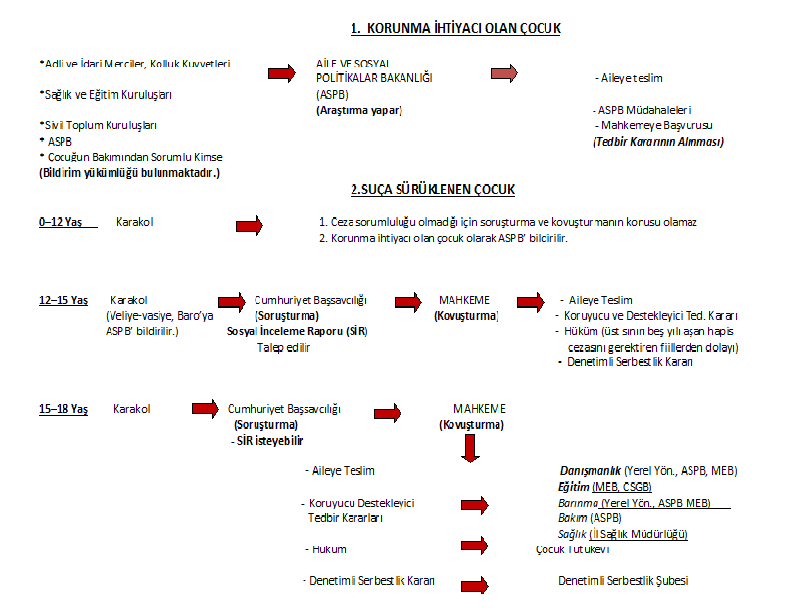 1. KORUNMA İHTİYACI OLAN ÇOCUK
*Adli ve İdari Merciler, Kolluk Kuvvetleri
*Sağlık ve Eğitim Kuruluşları
*Sivil Toplum Kuruluşları
* ASPB
* Çocuğun Bakımından Sorumlu Kimse
(Bildirim yükümlüğü bulunmaktadır.)
AİLE VE SOSYAL
POLİTİKALAR BAKANLIĞI
(ASPB)
(Araştırma yapar)
- Aileye teslim
- ASPB Müdahaleleri
- Mahkemeye Başvurusu
(Tedbir Kararının Alınması)
2.SUÇA SÜRÜKLENEN ÇOCUK
0–12 Yaş Karakol
1. Ceza sorumluluğu olmadığı için soruşturma ve kovuşturmanın konusu olamaz
2. Korunma ihtiyacı olan çocuk olarak ASPB' bildirilir.
12–15 Yaş Karakol
(Veliye-vasiye, Baro'ya
ASPB' bildirilir.)
Cumhuriyet Başsavcılığı
(Soruşturma)
Sosyal İnceleme Raporu (SİR)
Talep edilir
MAHKEME
(Kovuşturma)
- Aileye Teslim
- Koruyucu ve Destekleyici Ted. Kararı
- Hüküm (üst sınırı beş yılı aşan hapis
cezasını gerektiren fiillerden dolayı)
- Denetimli Serbestlik Kararı
15–18 Yaş Karakol
Cumhuriyet Başsavcılığı
(Soruşturma)
- SİR isteyebilir
MAHKEME
(Kovuşturma)
- Aileye Teslim
- Koruyucu Destekleyici
Tedbir Kararları
- Hüküm
- Denetimli Serbestlik Kararı
Danışmanlık (Yerel Yön., ASPB, MEB)
Eğitim (MEB, CSGB)
Barınma (Yerel Yön., ASPB MEB)
Bakım (ASPB)
Sağlık (İl Sağlık Müdürlüğü)
Çocuk Tutukevi
Denetimli Serbestlik Şubesi